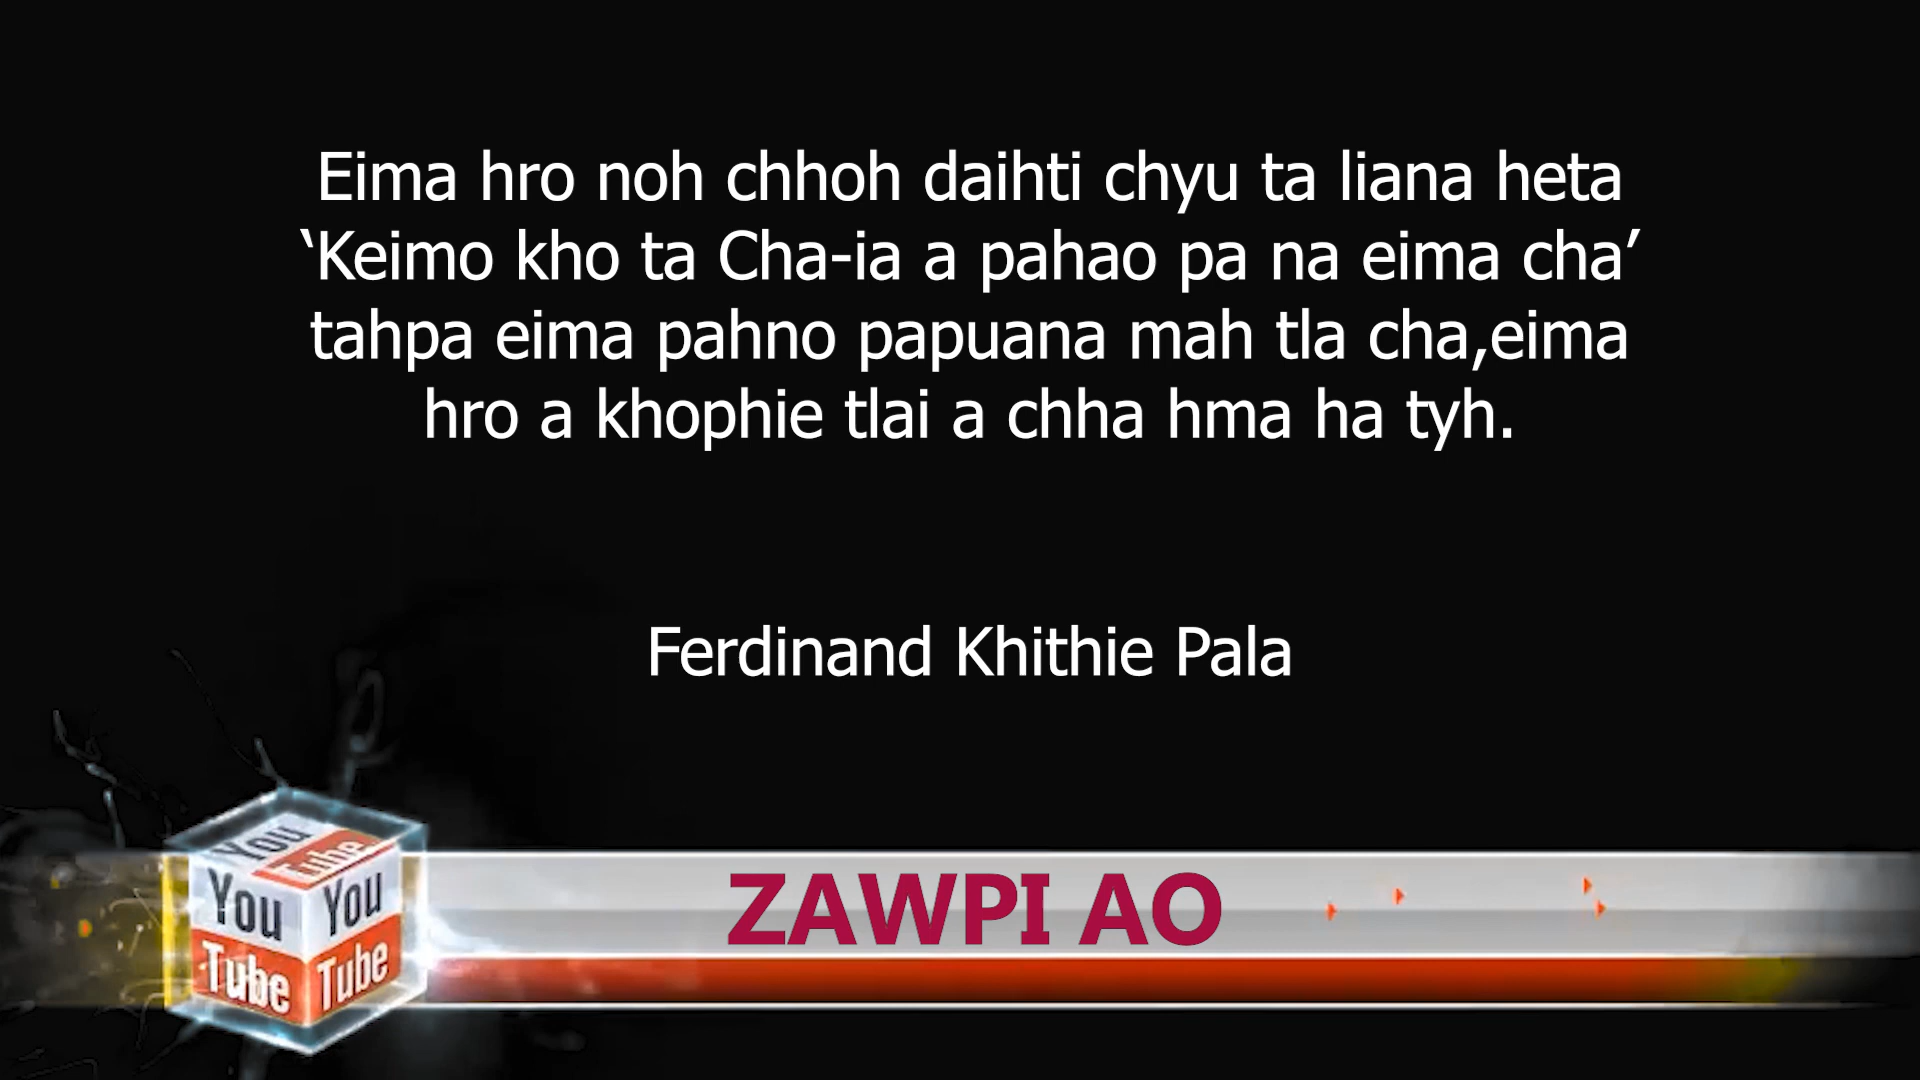 Eima hro noh chhoh daihti chyu ta liana heta
‘Keimo kho ta Cha-ia a pahao pa na eima cha’
tahpa eima pahno papuana mah tla cha,eima
hro a khophie tlai a chha hma ha tyh.
Ferdinand Khithie Pala
You
Tube
You
Tube
You
Tube
ZAWPI AO